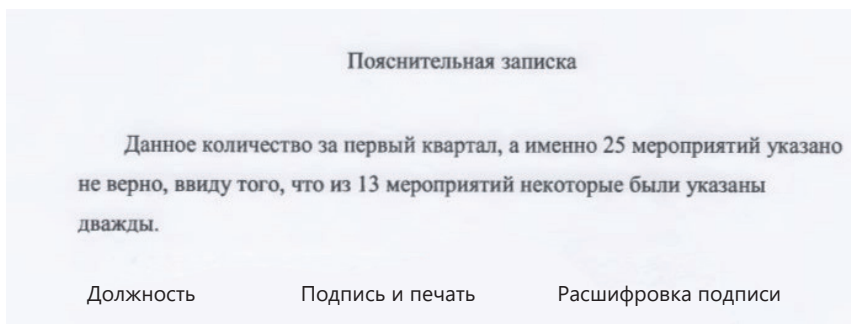 Пояснительная записка
Данное количество за первый квартал, а именно 25 мероприятий указано
не верно, ввиду того, что из 13 мероприятий некоторые были указаны
дважды.
Должность Подпись и печать Расшифровка подписи